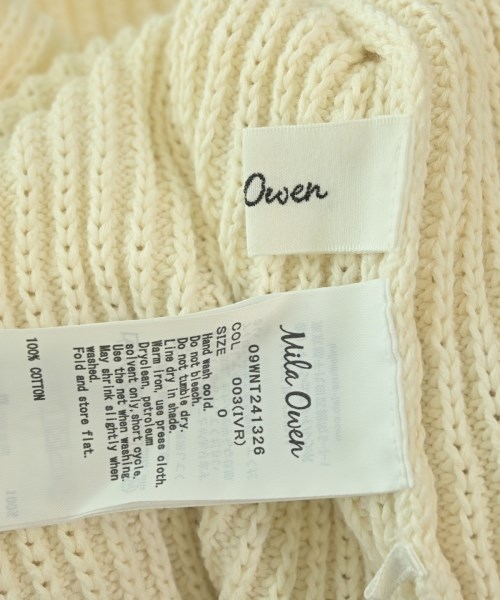 Owen
Mila Owen
09WNT241326
COL 003(IVR)
SIZE 0
Hand wash cold.
Do not bleach.
Do not tumble dry.
Line dry in shade.
Warm iron, use press cloth.
Dryclean, petroleum
solvent only, short cycle.
Use the net when washing.
May shrink slightly when
washed.
Fold and store flat.
100% COTTON